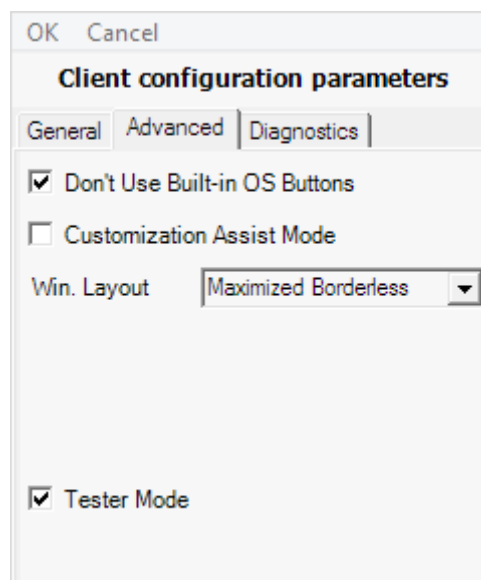 OK Cancel
Client configuration parameters
General Advanced Diagnostics
Don't Use Built-in OS Buttons
Customization Assist Mode
Win. Layout Maximized Borderless
Tester Mode